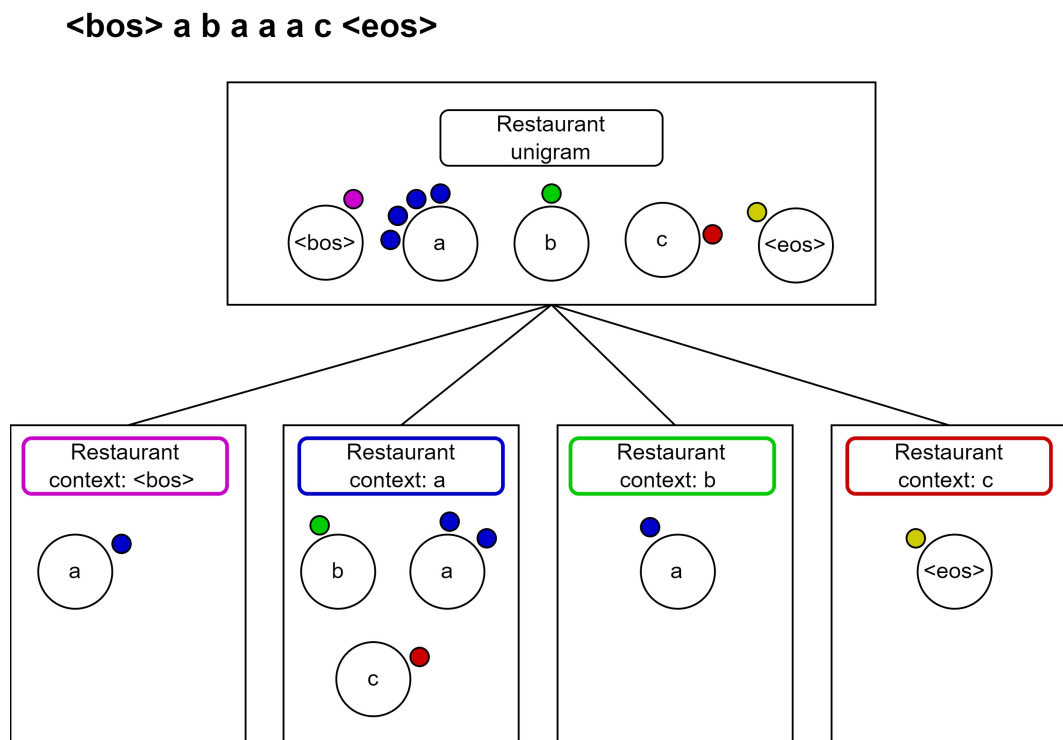 <bos> a b a a a a c <eos>
Restaurant
unigram
<bos>
a
b
c
<eos>
Restaurant
context: <bos>
a
Restaurant
context: a
b
a
c
Restaurant
context: b
a
Restaurant
context: c
<eos>